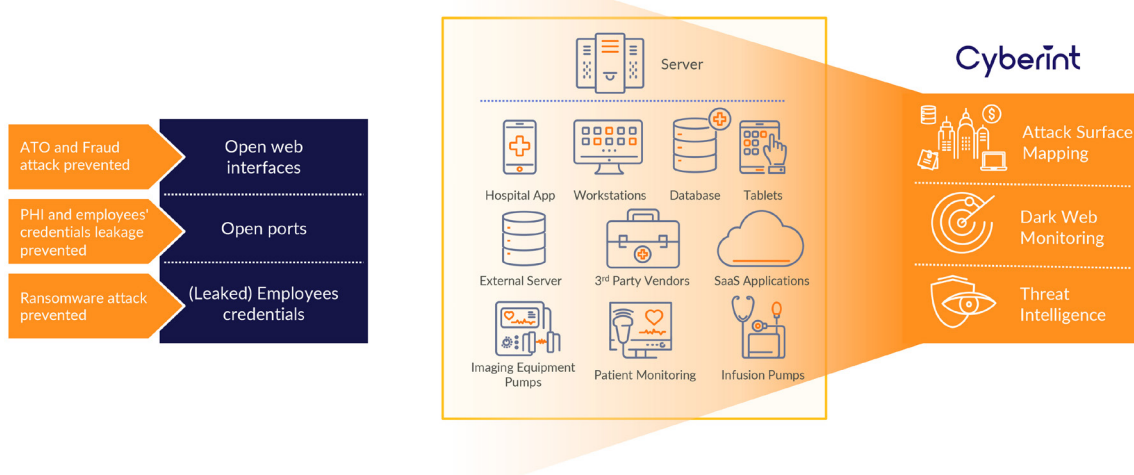 ATO and Fraud
attack prevented
Open web
interfaces
PHI and employees'
credentials leakage
prevented
Open ports
Ransomware attack
prevented
(Leaked) Employees
credentials
Server
Hospital App
Workstations
Database
Tablets
External Server
3rd Party Vendors
SaaS Applications
Imaging Equipment
Pumps
Patient Monitoring
Infusion Pumps
Cyberint
Attack Surface
Mapping
Dark Web
Monitoring
Threat
Intelligence